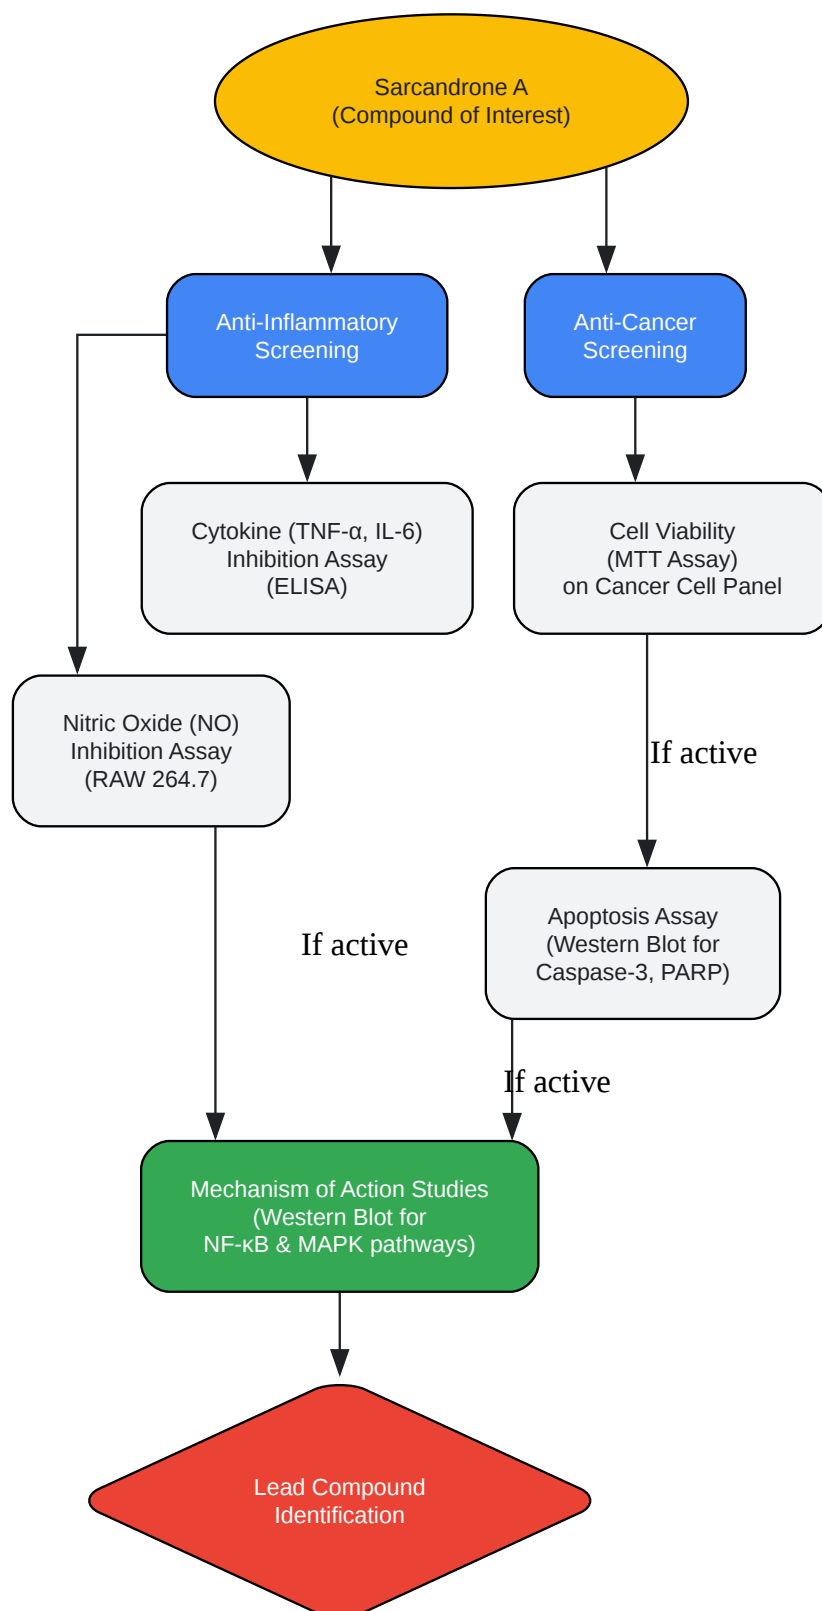 Sarcandrone A
(Compound of Interest)
Anti-Inflammatory
Screening
Anti-Cancer
Screening
Cytokine (TNF-α, IL-6)
Inhibition Assay
(ELISA)
Cell Viability
(MTT Assay)
on Cancer Cell Panel
Nitric Oxide (NO)
Inhibition Assay
(RAW 264.7)
If active
Apoptosis Assay
(Western Blot for
Caspase-3, PARP)
If active
If active
Mechanism of Action Studies
(Western Blot for
NF-κB & MAPK pathways)
Lead Compound
Identification